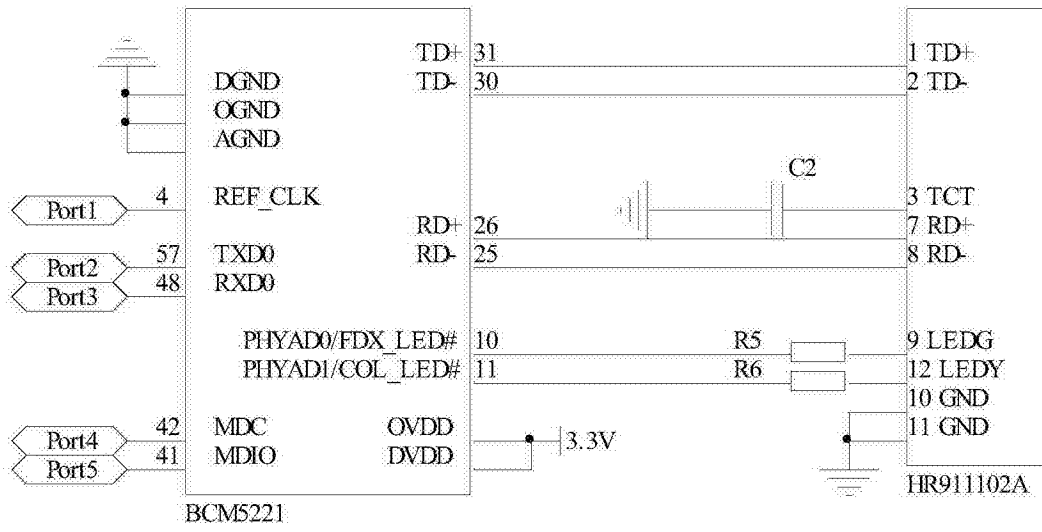 TD+ 31
1 TD+
DGND
TD- 30
2 TD-
OGND
AGND
C2
Port1
4
REF_CLK
3 TCT
RD+ 26
7 RD+
Port2
57
TXD0
RD- 25
8 RD-
Port3
48
RXD0
PHYAD0/FDX_LED# 10
R5
9 LEDG
PHYAD1/COL_LED# 11
R6
12 LEDY
10 GND
Port4
42
MDC
OVDD
3.3V
11 GND
Port5
41
MDIO
DVDD
HR911102A
BCM5221